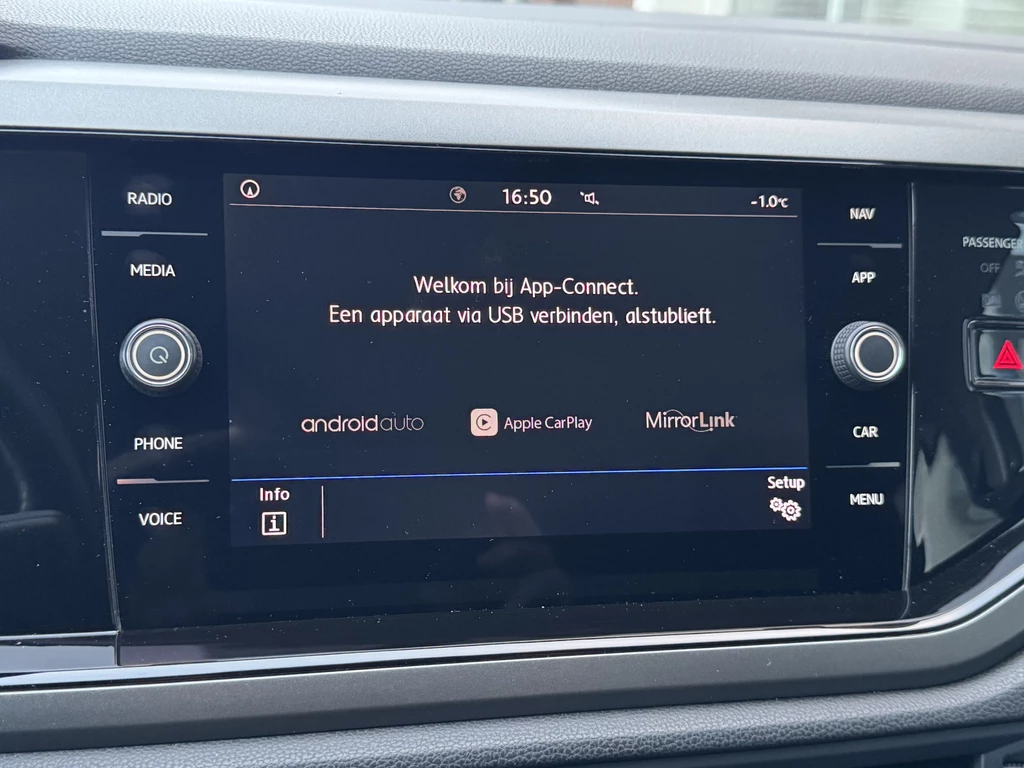 RADIO
MEDIA
PHONE
VOICE
16:50
-1.0°C
Welkom bij App-Connect.
Een apparaat via USB verbinden, alstublieft.
androidauto
Apple CarPlay
MirrorLink
Info
i
Setup
NAV
APP
CAR
MENU
PASSENGER
OFF